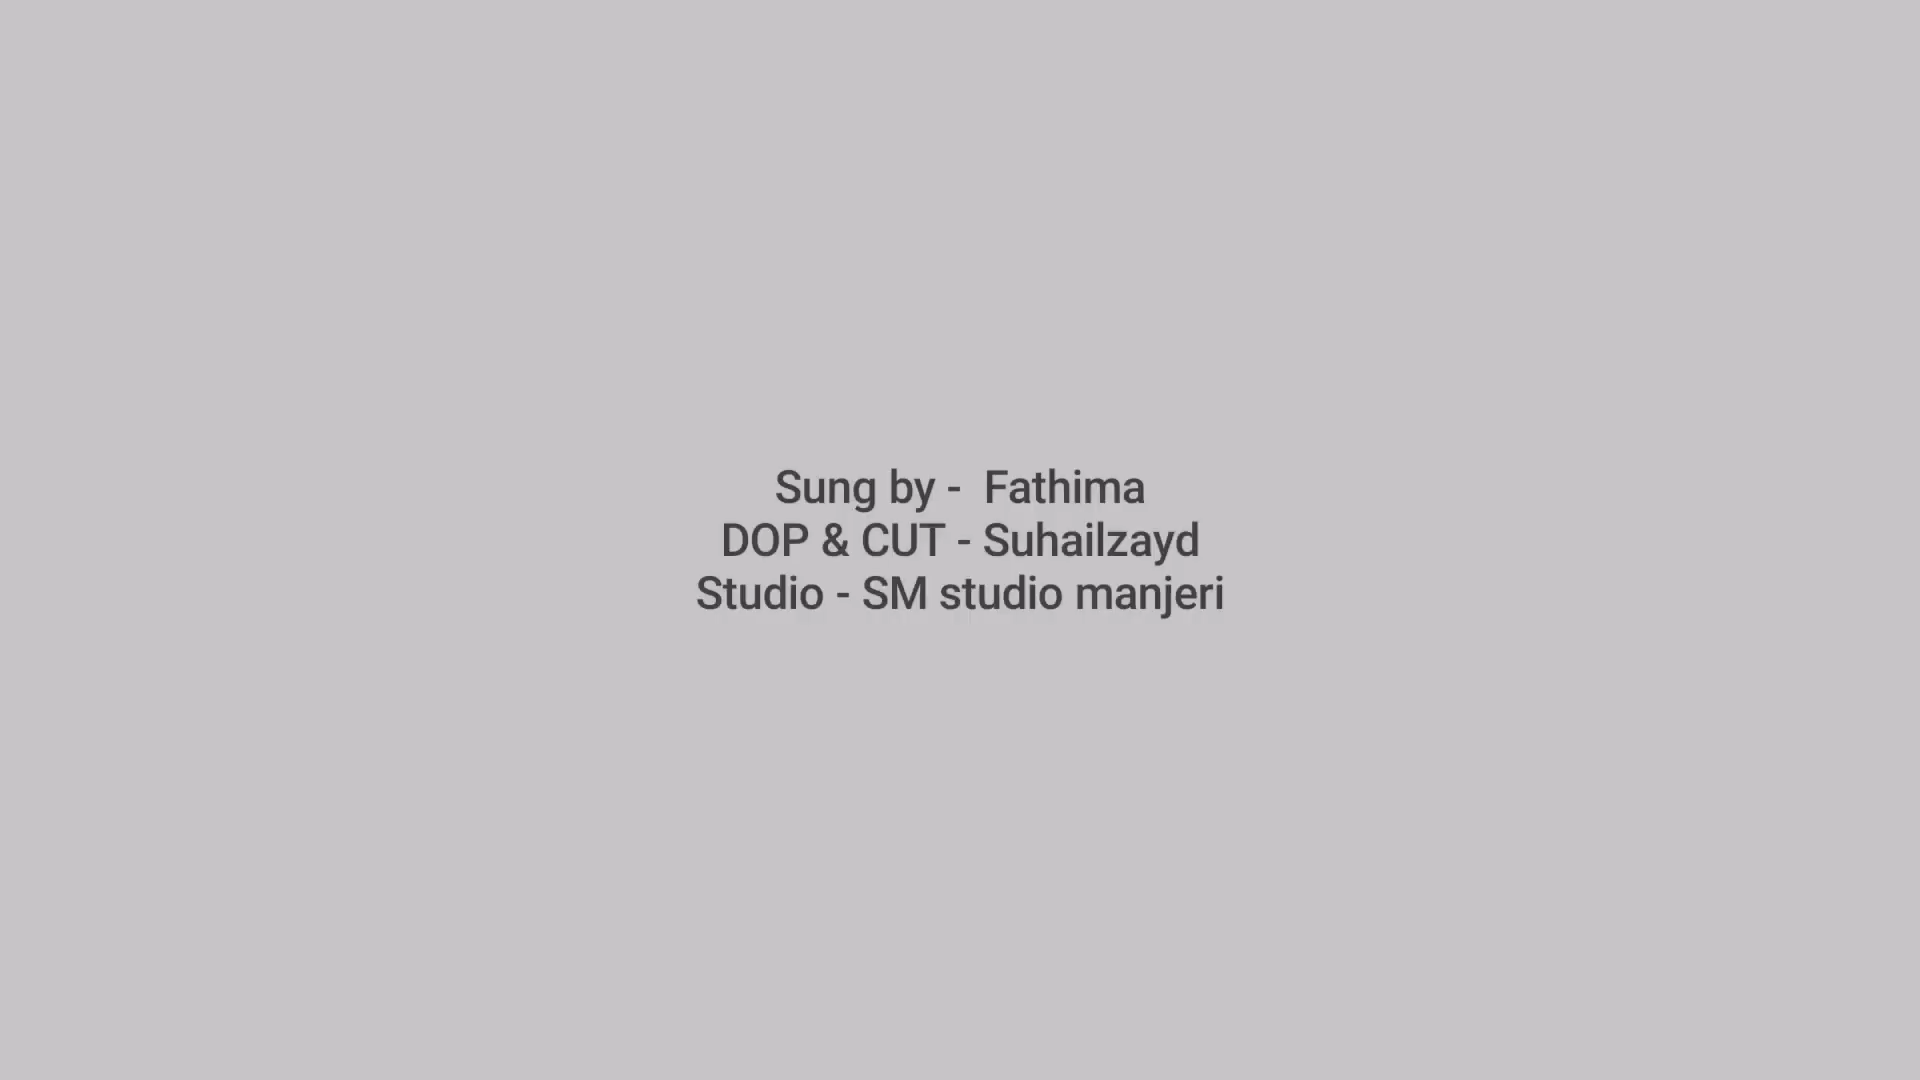 Sung by -  Fathima
DOP & CUT - Suhailzayd
Studio - SM studio manjeri